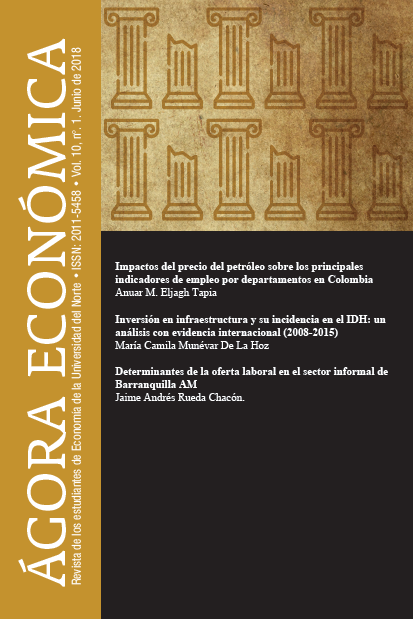 ÁGORA ECONÓMICA
Revista de los estudiantes de Economía de la Universidad del Norte • ISSN: 2011-5458 • Vol. 10, nº. 1. Junio de 2018
Impactos del precio del petróleo sobre los principales
indicadores de empleo por departamentos en Colombia
Anuar M. Eljagh Tapia
Inversión en infraestructura y su incidencia en el IDH: un
análisis con evidencia internacional (2008-2015)
María Camila Munévar De La Hoz
Determinantes de la oferta laboral en el sector informal de
Barranquilla AM
Jaime Andrés Rueda Chacón.